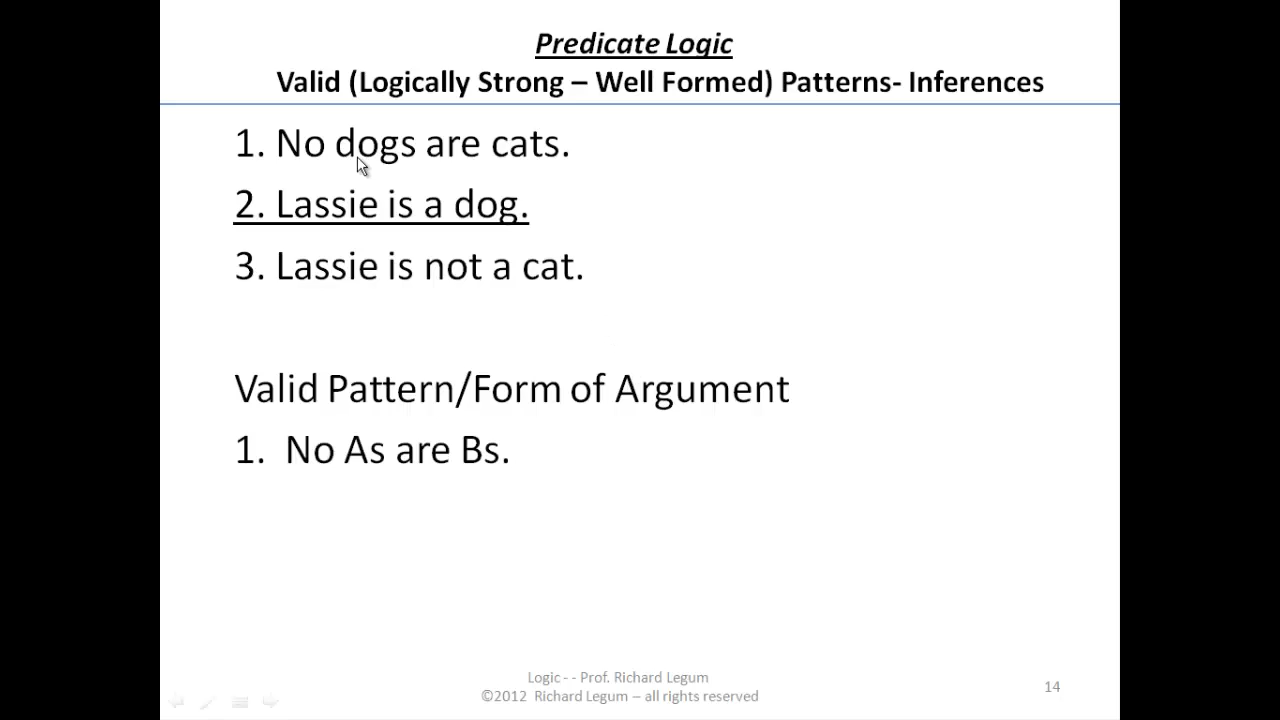 Predicate Logic
Valid (Logically Strong – Well Formed) Patterns- Inferences
1. No dogs are cats.
2. Lassie is a dog.
3. Lassie is not a cat.
Valid Pattern/Form of Argument
1. No As are Bs.
Logic - - Prof. Richard Legum
©2012 Richard Legum – all rights reserved
14